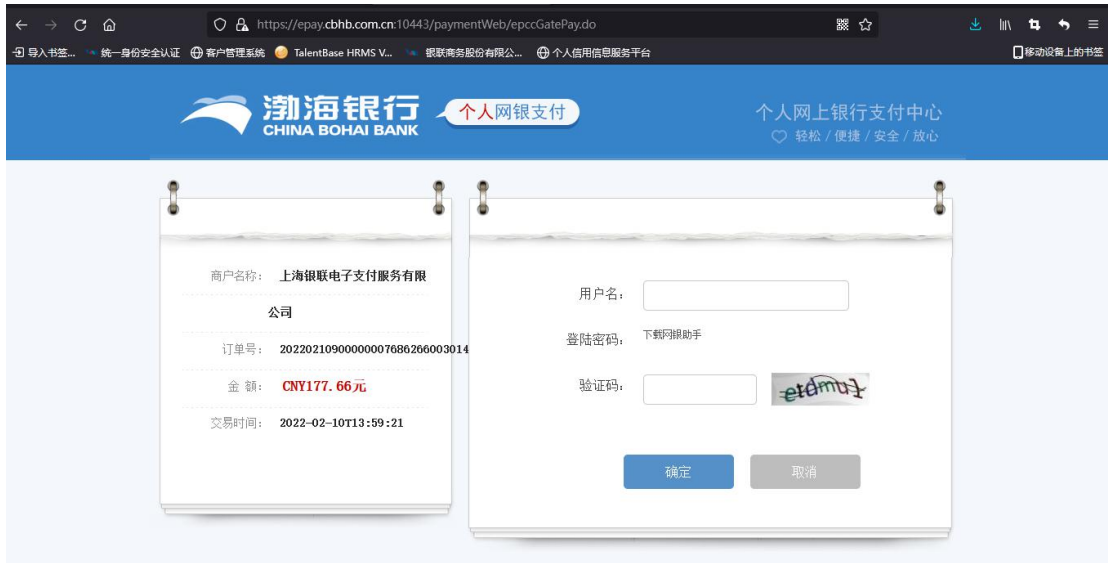 https://epay.cbhb.com.cn:10443/paymentWeb/epccGatePay.do
导入书签... 统一身份安全认证 客户管理系统 TalentBase HRMS V... 银联商务股份有限公... 个人信用信息服务平台 移动设备上的书签
渤海银行 个人网银支付
CHINA BOHAI BANK
个人网上银行支付中心
轻松 / 便捷 / 安全 / 放心
商户名称: 上海银联电子支付服务有限
公司
订单号: 20220210900000007686266003014
金 额: CNY177.66元
交易时间: 2022-02-10T13:59:21
用户名:
登陆密码: 下载网银助手
验证码: etdmu1
确定 取消